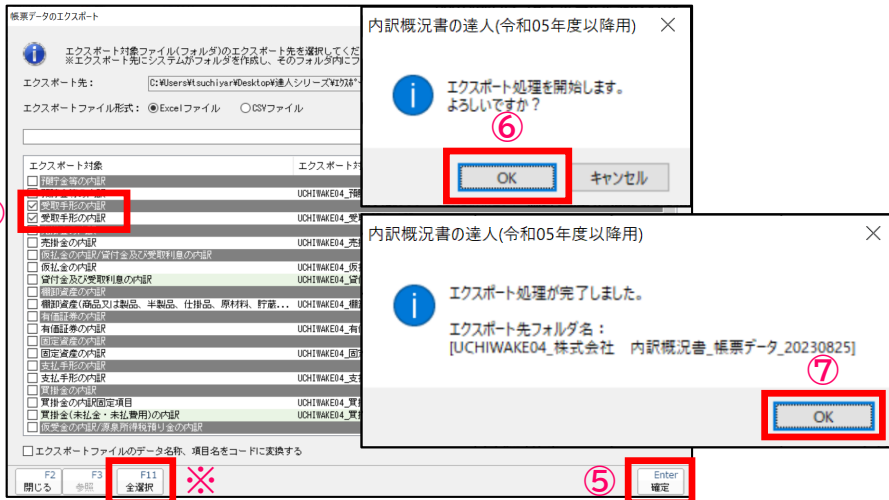 帳票データのエクスポート
エクスポート対象ファイル(フォルダ)のエクスポート先を選択してくだ
※エクスポート先にシステムがフォルダを作成し、そのフォルダ内にフ
エクスポート先： C:¥Users¥tsuchiyar¥Desktop¥達人シリーズ¥ｴｸｽﾎﾟ
エクスポートファイル形式： Excelファイル CSVファイル
エクスポート対象 エクスポート
預貯金等の内訳
UCHIWAKE04_預
受取手形の内訳
受取手形の内訳 UCHIWAKE04_受
売掛金の内訳 UCHIWAKE04_売
仮払金の内訳/貸付金及び受取利息の内訳
仮払金の内訳 UCHIWAKE04_仮
貸付金及び受取利息の内訳 UCHIWAKE04_貸
棚卸資産の内訳
棚卸資産(商品又は製品、半製品、仕掛品、原材料、貯蔵... UCHIWAKE04_棚
有価証券の内訳
有価証券の内訳 UCHIWAKE04_有
固定資産の内訳
固定資産の内訳 UCHIWAKE04_固
支払手形の内訳
支払手形の内訳 UCHIWAKE04_支
買掛金の内訳
買掛金の内訳固定項目 UCHIWAKE04_買
買掛金(未払金・未払費用)の内訳 UCHIWAKE04_買
仮受金の内訳/源泉所得税預り金の内訳
エクスポートファイルのデータ名称、項目名をコードに変換する
F2 閉じる
F3 参照
F11 全選択
※
⑤
Enter 確定
内訳概況書の達人(令和05年度以降用)
エクスポート処理を開始します。
よろしいですか？
⑥
OK キャンセル
内訳概況書の達人(令和05年度以降用)
エクスポート処理が完了しました。
エクスポート先フォルダ名：
[UCHIWAKE04_株式会社 内訳概況書_帳票データ_20230825]
⑦
OK